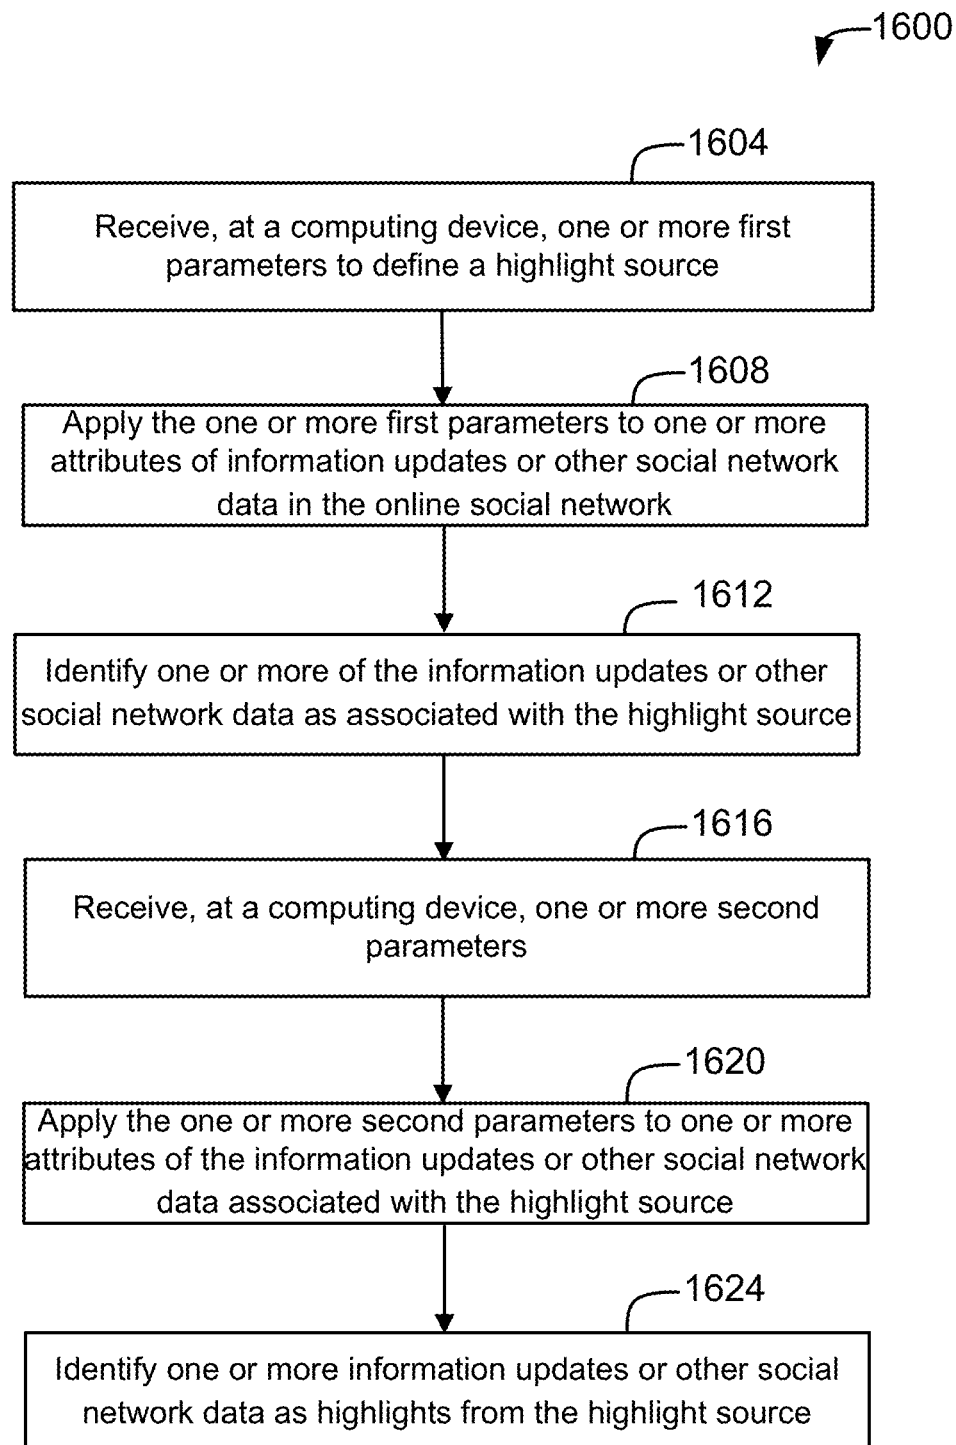 1600
1604
Receive, at a computing device, one or more first
parameters to define a highlight source
1608
Apply the one or more first parameters to one or more
attributes of information updates or other social network
data in the online social network
1612
Identify one or more of the information updates or other
social network data as associated with the highlight source
1616
Receive, at a computing device, one or more second
parameters
1620
Apply the one or more second parameters to one or more
attributes of the information updates or other social network
data associated with the highlight source
1624
Identify one or more information updates or other social
network data as highlights from the highlight source